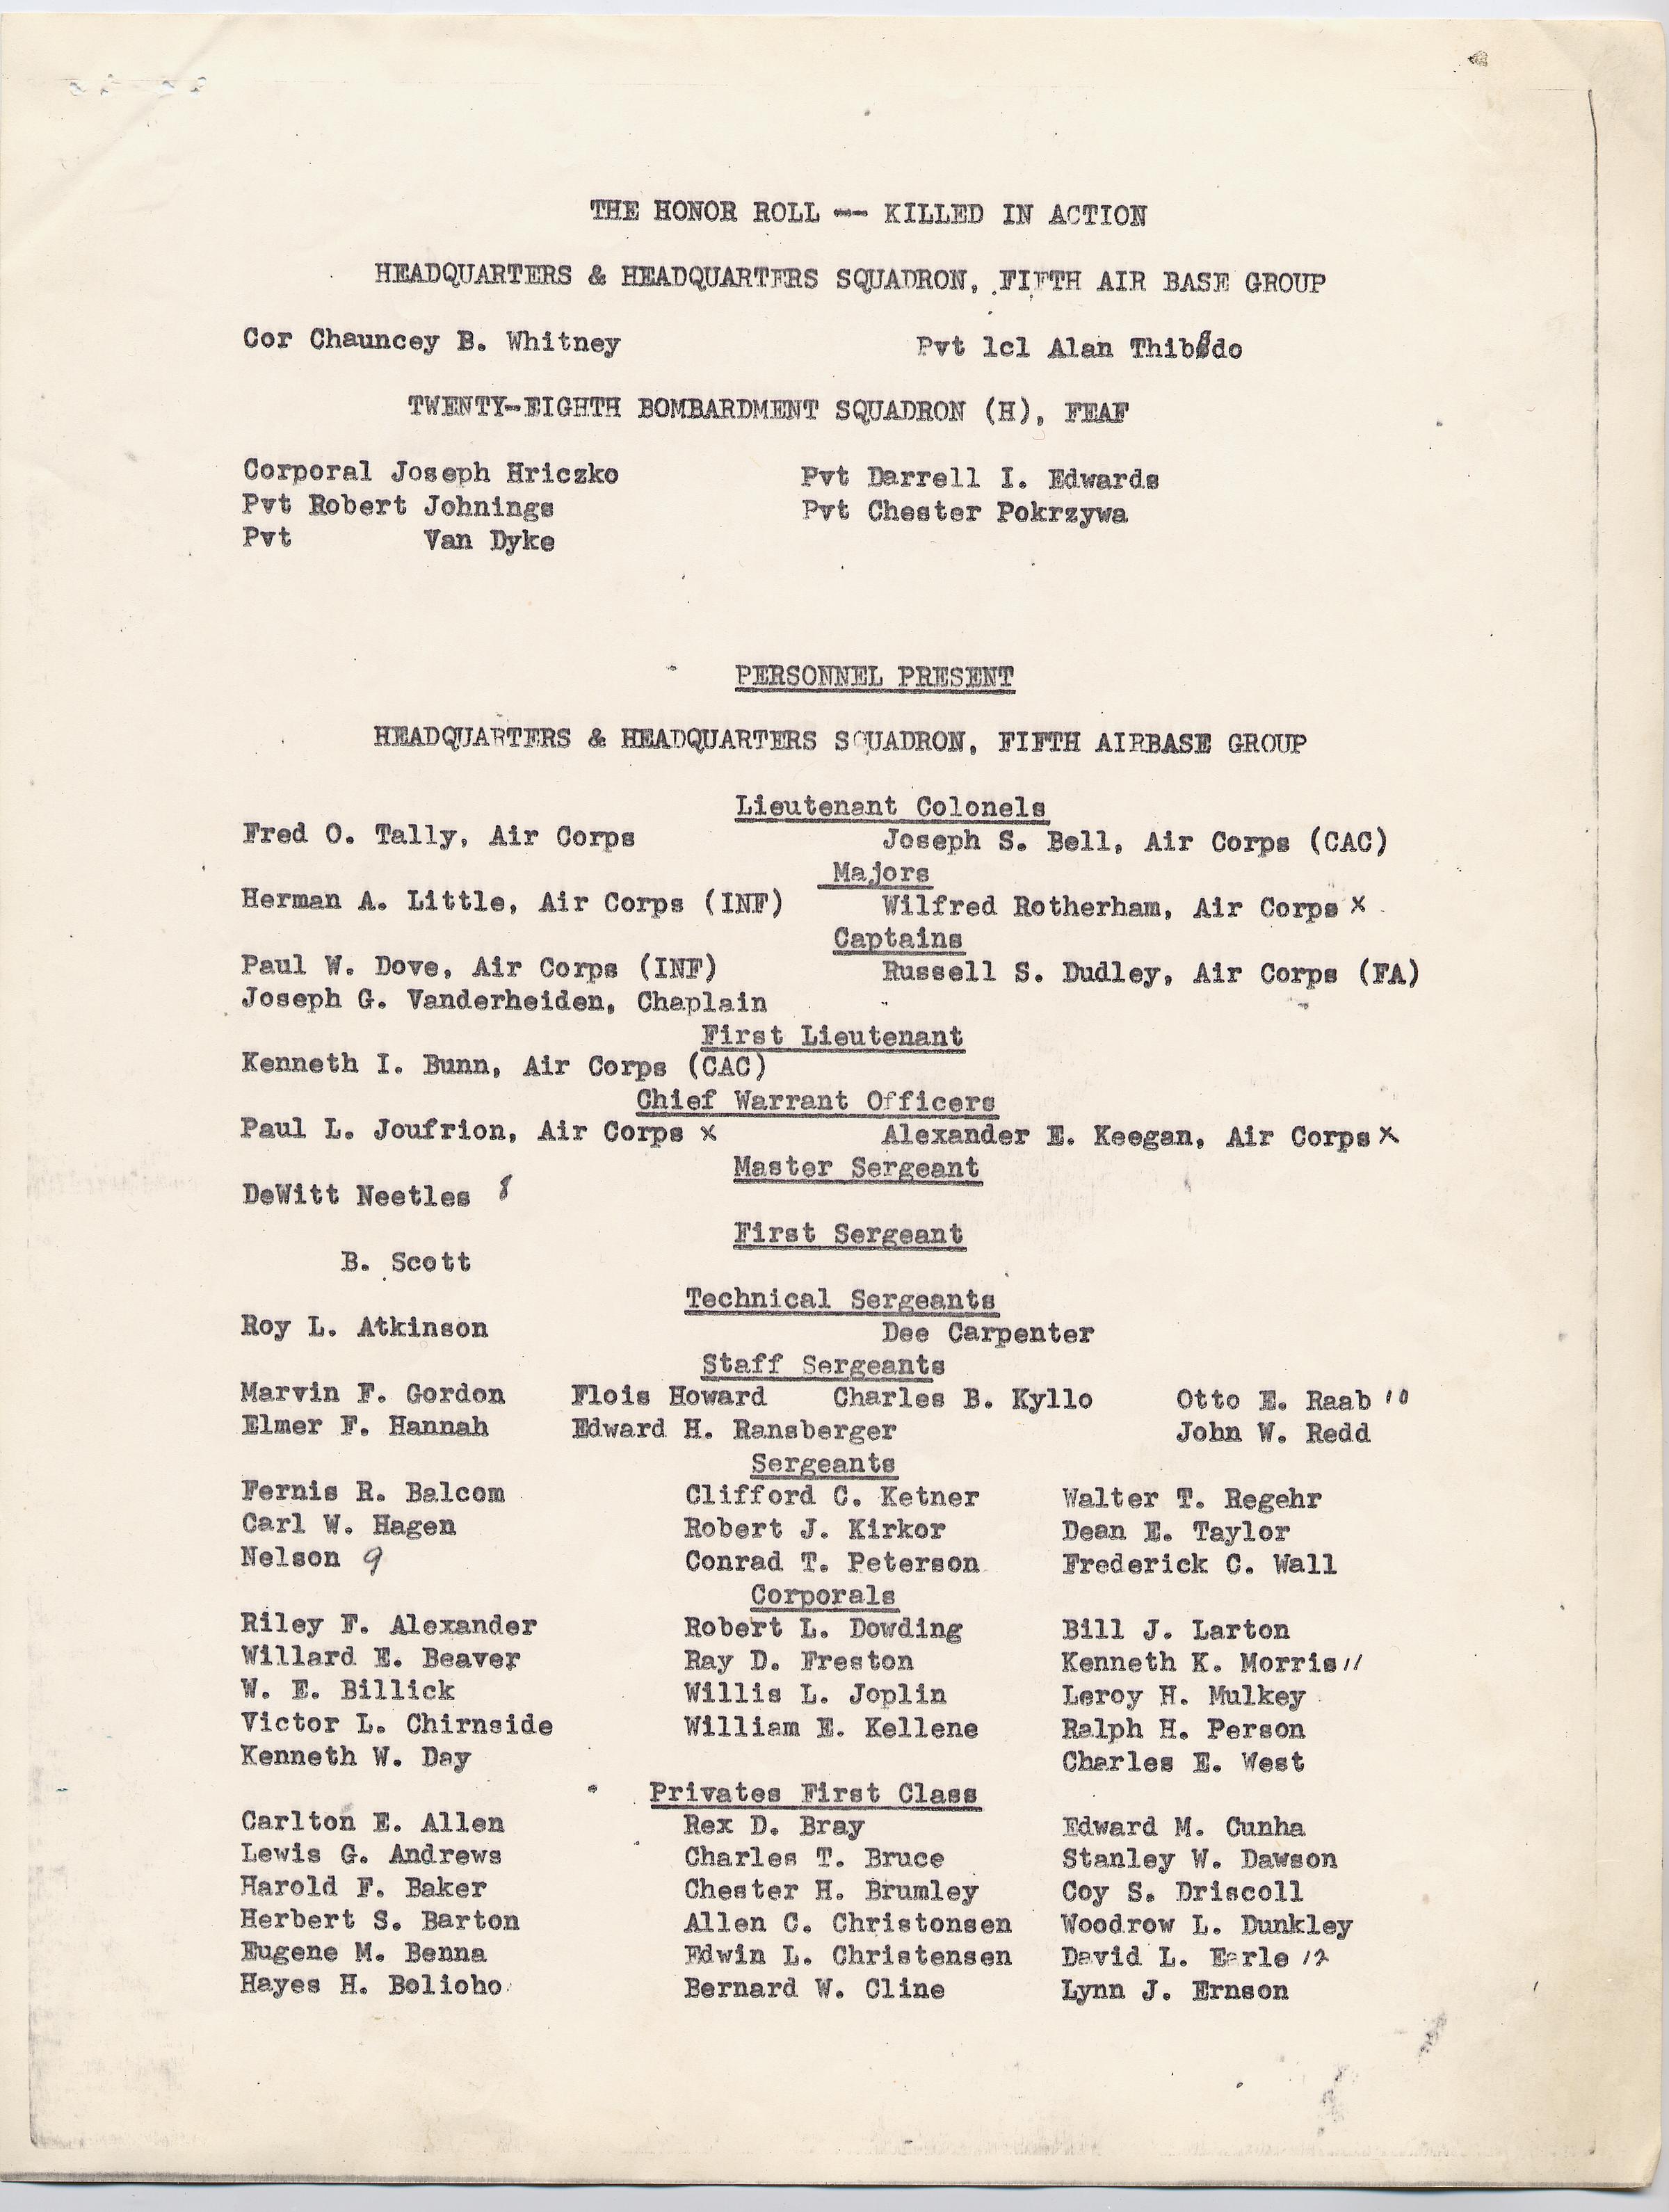 THE HONOR ROLL -- KILLED IN ACTION
HEADQUARTERS & HEADQUARTERS SQUADRON, FIFTH AIR BASE GROUP
Cor Chauncey B. Whitney Pvt 1cl Alan
TWENTY-EIGHTH BOMBARDMENT SQUADRON (H), FEAF
Corporal Joseph Hriczko Pvt Darrell I. Edwards
Pvt Robert Johnings Pvt Chester Pokrzywa
Pvt Van Dyke
PERSONNEL PRESENT
HEADQUARTERS & HEADQUARTERS SQUADRON, FIFTH AIRBASE GROUP
Lieutenant Colonels
Fred O. Tally, Air Corps Joseph S. Bell, Air Corps (CAC)
Majors
Herman A. Little, Air Corps (INF) Wilfred Rotherham, Air Corps x
Captains
Paul W. Dove, Air Corps (INF) Russell S. Dudley, Air Corps (FA)
Joseph G. Vanderheiden, Chaplain
First Lieutenant
Kenneth I. Bunn, Air Corps (CAC)
Chief Warrant Officers
Paul L. Joufrion, Air Corps x Alexander E. Keegan, Air Corps x
Master Sergeant
DeWitt Neetles 8
First Sergeant
B. Scott
Technical Sergeants
Roy L. Atkinson Dee Carpenter
Staff Sergeants
Marvin F. Gordon Flois Howard Charles B. Kyllo Otto E. Raab 10
Elmer F. Hannah Edward H. Ransberger John W. Redd
Sergeants
Fernis R. Balcom Clifford C. Ketner Walter T. Regehr
Carl W. Hagen Robert J. Kirkor Dean E. Taylor
Nelson 9 Conrad T. Peterson Frederick C. Wall
Corporals
Riley F. Alexander Robert L. Dowding Bill J. Larton
Willard E. Beaver Ray D. Freston Kenneth K. Morris 11
W. E. Billick Willis L. Joplin Leroy H. Mulkey
Victor L. Chirnside William E. Kellene Ralph H. Person
Kenneth W. Day Charles E. West
Privates First Class
Carlton E. Allen Rex D. Bray Edward M. Cunha
Lewis G. Andrews Charles T. Bruce Stanley W. Dawson
Harold F. Baker Chester H. Brumley Coy S. Driscoll
Herbert S. Barton Allen C. Christonsen Woodrow L. Dunkley
Eugene M. Benna Edwin L. Christensen David L. Earle 12
Hayes H. Bolioho Bernard W. Cline Lynn J. Ernson